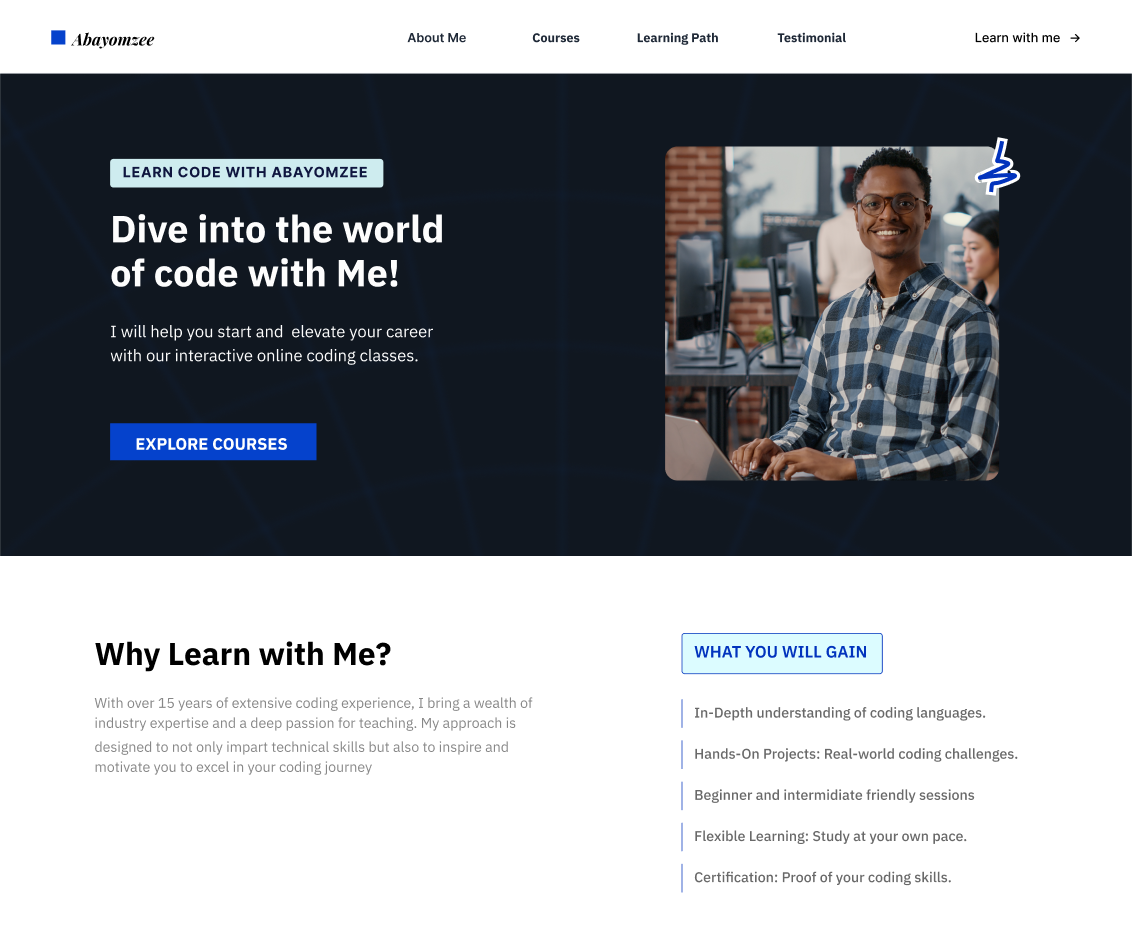 Abayomzee
About Me
Courses
Learning Path
Testimonial
Learn with me →
LEARN CODE WITH ABAYOMZEE
Dive into the world
of code with Me!
I will help you start and  elevate your career
with our interactive online coding classes.
EXPLORE COURSES
Why Learn with Me?
With over 15 years of extensive coding experience, I bring a wealth of
industry expertise and a deep passion for teaching. My approach is
designed to not only impart technical skills but also to inspire and
motivate you to excel in your coding journey
WHAT YOU WILL GAIN
In-Depth understanding of coding languages.
Hands-On Projects: Real-world coding challenges.
Beginner and intermidiate friendly sessions
Flexible Learning: Study at your own pace.
Certification: Proof of your coding skills.